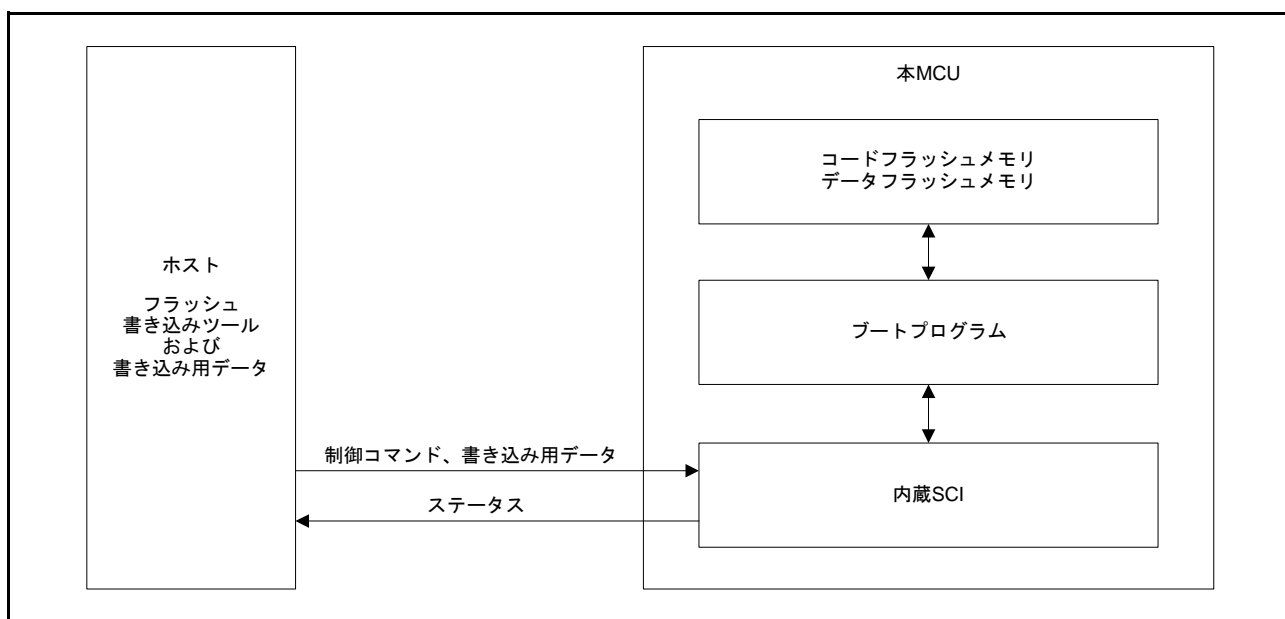 本MCU
コードフラッシュメモリ
データフラッシュメモリ
ホスト
フラッシュ
書き込みツール
および
書き込み用データ
ブートプログラム
制御コマンド、書き込み用データ
ステータス
内蔵SCI